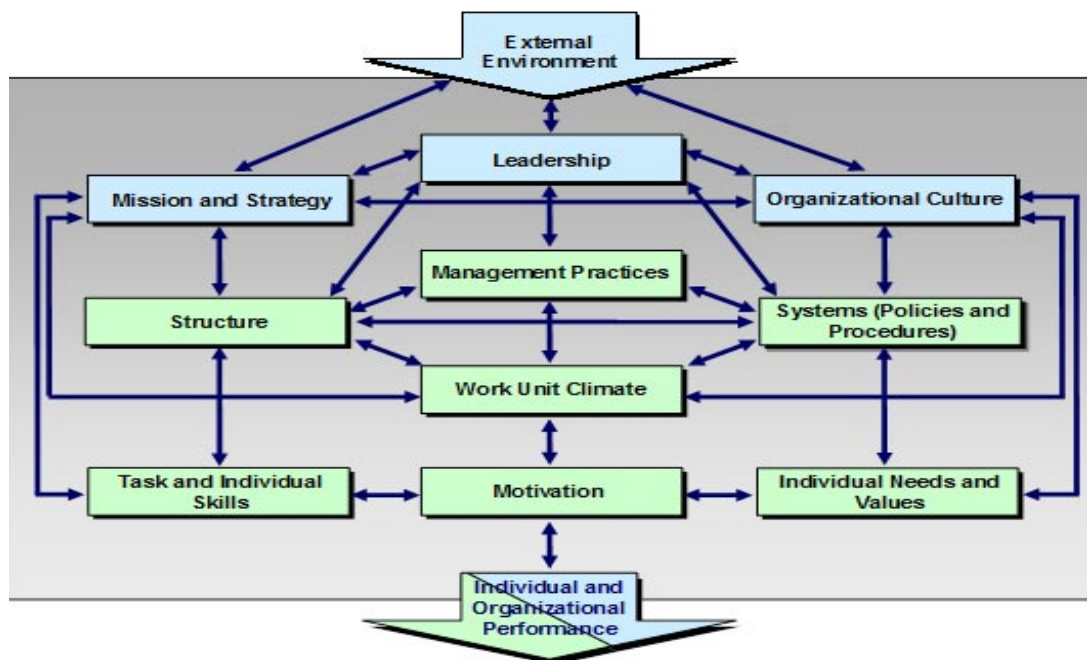 External
Environment
Leadership
Mission and Strategy
Organizational Culture
Management Practices
Structure
Systems (Policies and
Procedures)
Work Unit Climate
Task and Individual
Skills
Motivation
Individual Needs and
Values
Individual and
Organizational
Performance